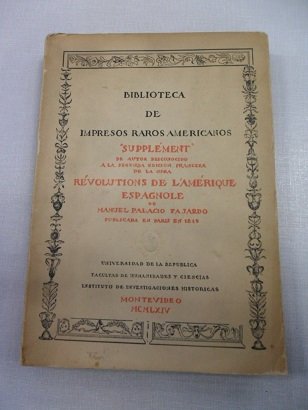 BIBLIOTECA
DE
IMPRESOS RAROS AMERICANOS
"SUPPLÉMENT"
DE AUTOR DESCONOCIDO
A LA SEGUNDA EDICION FRANCESA
DE LA OBRA
RÉVOLUTIONS DE L'AMÉRIQUE
ESPAGNOLE
DE
MANUEL PALACIO FAJARDO
PUBLICADA EN PARIS EN 1819
UNIVERSIDAD DE LA REPUBLICA
FACULTAD DE HUMANIDADES Y CIENCIAS
INSTITUTO DE INVESTIGACIONES HISTORICAS
MONTEVIDEO
MCMLXIV